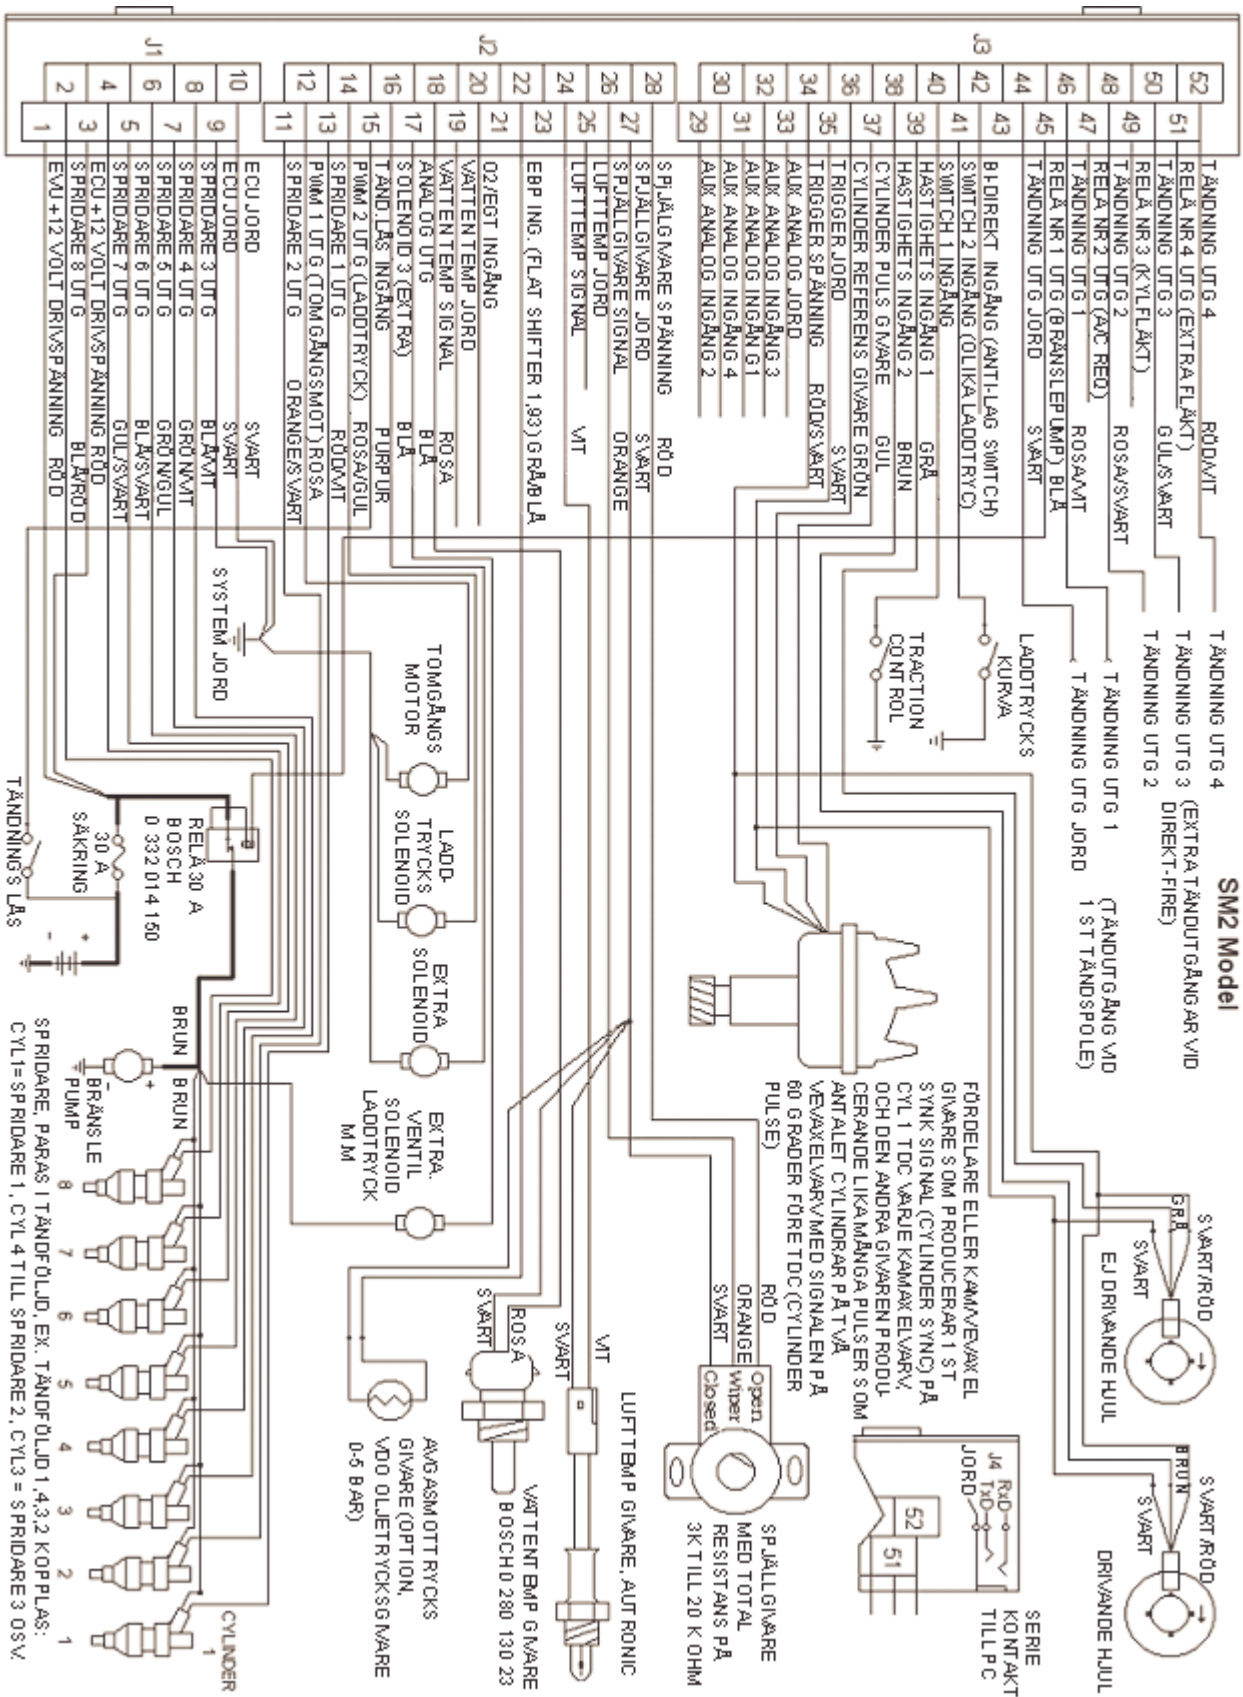 SM2 Model
J1
J2
J3
1
2
3
4
5
6
7
8
9
10
11
12
13
14
15
16
17
18
19
20
21
22
23
24
25
26
27
28
29
30
31
32
33
34
35
36
37
38
39
40
41
42
43
44
45
46
47
48
49
50
51
52
TÄNDNING UTG 4 RÖD/VIT
RELÄ NR 4 UTG (EXTRA FLÄKT)
TÄNDNING UTG 3 GUL/SVART
RELÄ NR 3 (KYLFLÄKT)
TÄNDNING UTG 2 ROSA/SVART
RELÄ NR 2 UTG (A/C REQ)
TÄNDNING UTG 1 ROSA/VIT
RELÄ NR 1 UTG (BRÄNSLEPUMP) BLÅ
TÄNDNING UTG JORD SVART
BI-DIREKT INGÅNG (ANTI-LAG SWITCH)
SWITCH 2 INGÅNG (OLIKA LADDTRYC)
SWITCH 1 INGÅNG
HASTIGHETS INGÅNG 1 GRÅ
HASTIGHETS INGÅNG 2 BRUN
CYLINDER PULS GIVARE GUL
CYLINDER REFERENS GIVARE GRÖN
TRIGGER JORD SVART
TRIGGER SPÄNNING RÖD/SVART
AUX ANALOG JORD
AUX ANALOG INGÅNG 3
AUX ANALOG INGÅNG 1
AUX ANALOG INGÅNG 4
AUX ANALOG INGÅNG 2
SPJÄLGIVARE SPÄNNING RÖD
SPJÄLLGIVARE JORD SVART
SPJÄLLGIVARE SIGNAL ORANGE
LUFTTEMP JORD
LUFTTEMP SIGNAL VIT
EBP ING. (FLAT SHIFTER 1,93) GRÅ/BLÅ
O2/EGT INGÅNG
VATTENTEMP JORD
VATTENTEMP SIGNAL ROSA
ANALOG UTG BLÅ
SOLENOID 3 (EXTRA) BLÅ
TÄND.LÅS INGÅNG PURPUR
PWM 2 UTG (LADDTRYCK) ROSA/GUL
SPRIDARE 1 UTG RÖD/VIT
PWM 1 UTG (TOMGÅNGSMOT) ROSA
SPRIDARE 2 UTG ORANGE/SVART
ECU JORD SVART
ECU JORD SVART
SPRIDARE 3 UTG BLÅ/VIT
SPRIDARE 4 UTG GRÖN/VIT
SPRIDARE 5 UTG GRÖN/GUL
SPRIDARE 6 UTG BLÅ/SVART
SPRIDARE 7 UTG GUL/SVART
ECU +12 VOLT DRIVSPÄNNING RÖD
SPRIDARE 8 UTG BLÅ/RÖD
EVU +12 VOLT DRIVSPÄNNING RÖD
TÄNDNING UTG 4
TÄNDNING UTG 3
TÄNDNING UTG 2
(EXTRA TÄNDUTGÅNGAR VID
DIREKT-FIRE)
TÄNDNING UTG 1
TÄNDNING UTG JORD
(TÄNDUTGÅNG VID
1 ST TÄNDSPOLE)
LADDTRYCKS
KURVA
TRACTION
CONTROL
SYSTEM JORD
TOMGÅNGS
MOTOR
LADD-
TRYCKS
SOLENOID
EXTRA
SOLENOID
EXTRA.
VENTIL
SOLENOID
LADDTRYCK
M.M
RELÄ 30 A
BOSCH
0 332 014 150
30 A
SÄKRING
TÄNDNINGS LÅS
+
-
BRUN
BRUN
+
-
BRÄNSLE
PUMP
FÖRDELARE ELLER KAM/VEVAXEL
GIVARE SOM PRODUCERAR 1 ST
SYNK SIGNAL (CYLINDER SYNC) PÅ
CYL 1 TDC VARJE KAMAXELVARV,
OCH DEN ANDRA GIVAREN PRODU-
CERANDE LIKA MÅNGA PULSER SOM
ANTALET CYLINDRAR PÅ TVÅ
VEVAXELVARV MED SIGNALEN PÅ
60 GRADER FÖRE TDC (CYLINDER
PULSE)
SVART/RÖD
GRÅ
SVART
EJ DRIVANDE HJUL
SVART/RÖD
BRUN
SVART
DRIVANDE HJUL
J4 RxD
TxD
JORD
52
51
SERIE
KONTAKT
TILL PC
RÖD
ORANGE
SVART
Open
Wiper
Closed
SPJÄLLGIVARE
MED TOTAL
RESISTANS PÅ
3K TILL 20 K OHM
VIT
SVART
LUFTTEMP GIVARE, AUTRONIC
ROSA
SVART
VATTENTEMP GIVARE
BOSCH 0 280 130 23
AVGASMOTTRYCKS
GIVARE (OPTION,
VDO OLJETRYCKSGIVARE
0-5 BAR)
8
7
6
5
4
3
2
1
CYLINDER
1
SPRIDARE, PARAS I TÄNDFÖLJD, EX. TÄNDFÖLJD 1,4,3,2 KOPPLAS:
CYL1= SPRIDARE 1, CYL 4 TILL SPRIDARE 2, CYL3 = SPRIDARE 3 OSV.